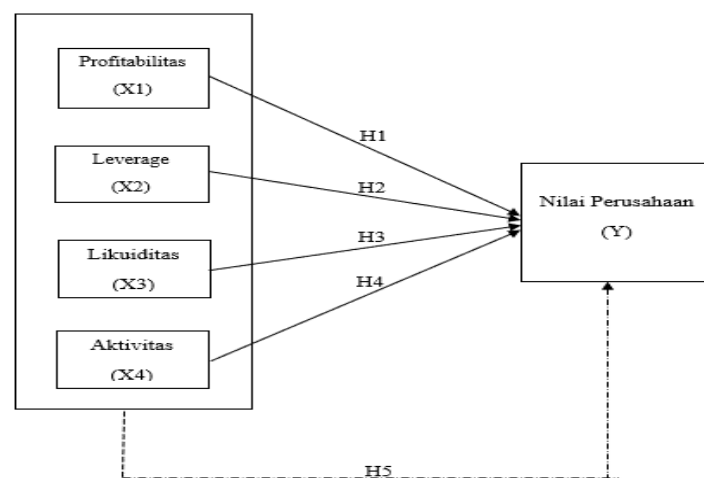 Profitabilitas
(X1)
H1
Leverage
(X2)
H2
Nilai Perusahaan
(Y)
Likuiditas
(X3)
H3
H4
Aktivitas
(X4)
H5